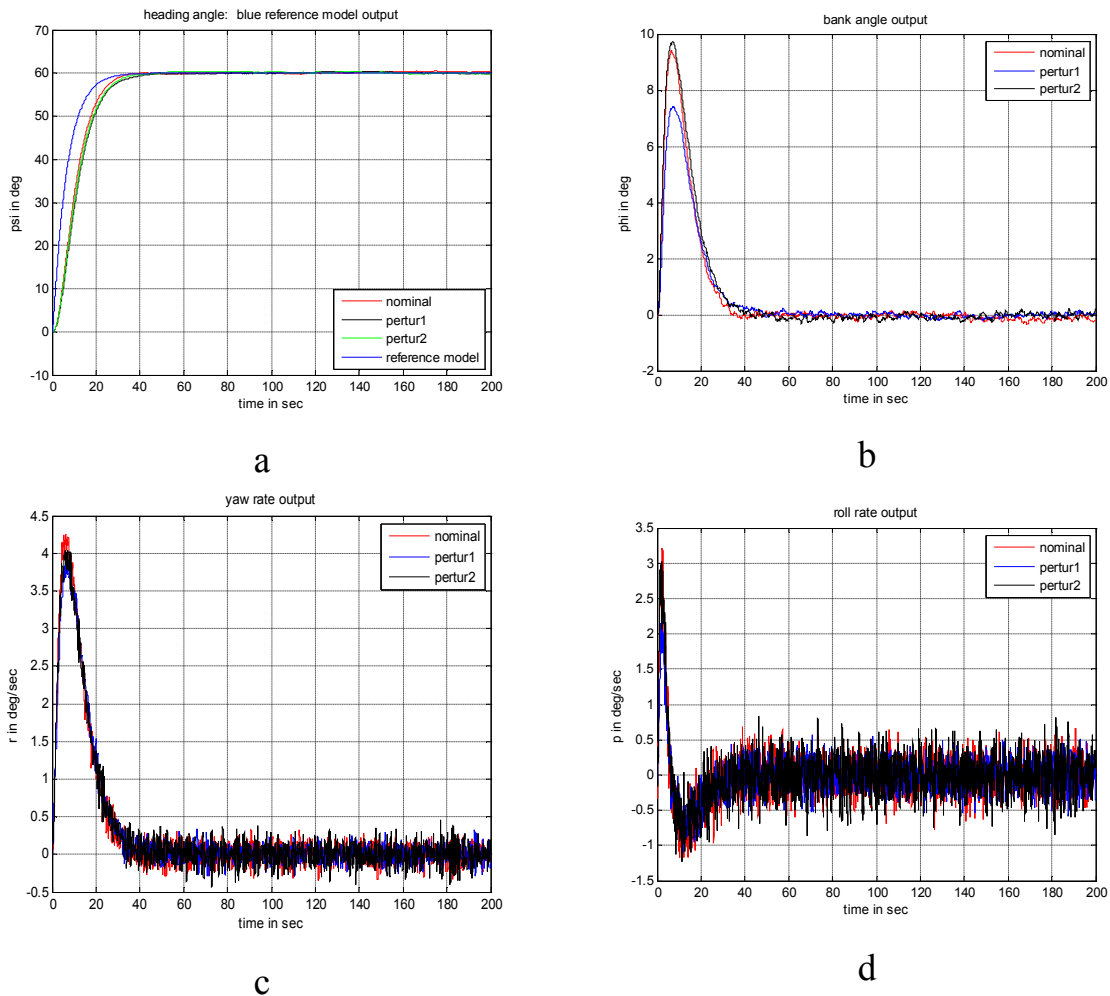 heading angle: blue reference model output
70
60
50
40
30
20
10
0
-10
psi in deg
nominal
pertur1
pertur2
reference model
0 20 40 60 80 100 120 140 160 180 200
time in sec
a
bank angle output
10
8
6
4
2
0
-2
phi in deg
nominal
pertur1
pertur2
0 20 40 60 80 100 120 140 160 180 200
time in sec
b
yaw rate output
4.5
4
3.5
3
2.5
2
1.5
1
0.5
0
-0.5
r in deg/sec
nominal
pertur1
pertur2
0 20 40 60 80 100 120 140 160 180 200
time in sec
c
roll rate output
3.5
3
2.5
2
1.5
1
0.5
0
-0.5
-1
-1.5
p in deg/sec
nominal
pertur1
pertur2
0 20 40 60 80 100 120 140 160 180 200
time in sec
d